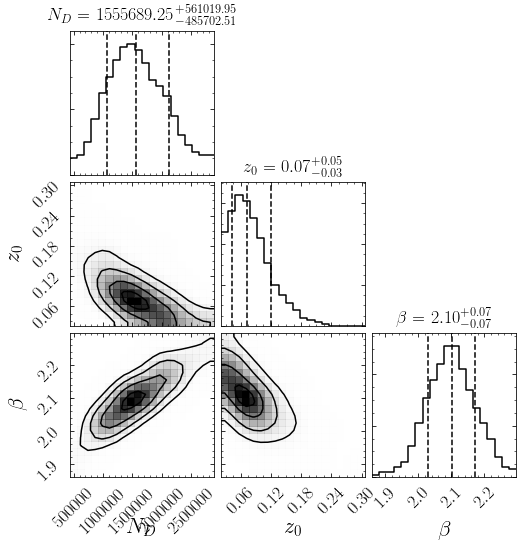 N_D = 1555689.25^{+561019.95}_{-485702.51}
z_0 = 0.07^{+0.05}_{-0.03}
0.30
0.24
0.18
0.12
0.06
z_0
β = 2.10^{+0.07}_{-0.07}
2.2
2.1
2.0
1.9
β
500000 1000000 1500000 2000000 2500000
0.06 0.12 0.18 0.24 0.30
1.9 2.0 2.1 2.2
N_D z_0 β